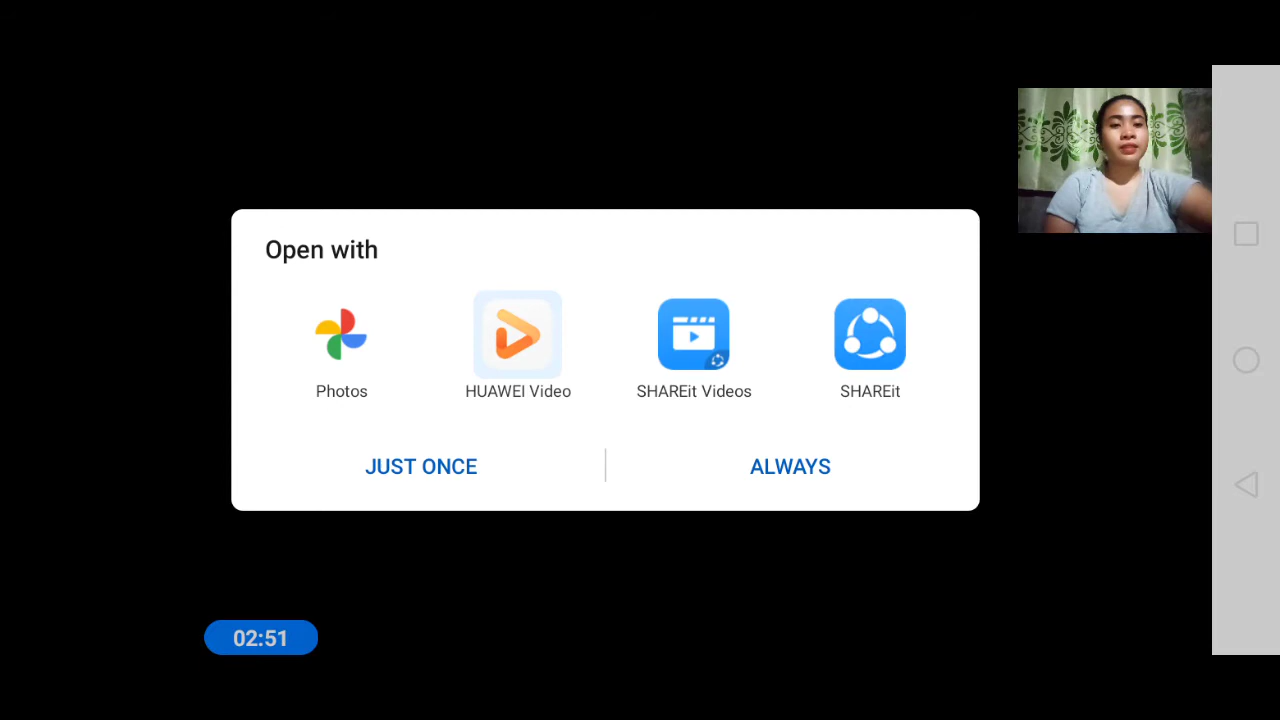 Open with
Photos
HUAWEI Video
SHAREit Videos
SHAREit
JUST ONCE
ALWAYS
02:51